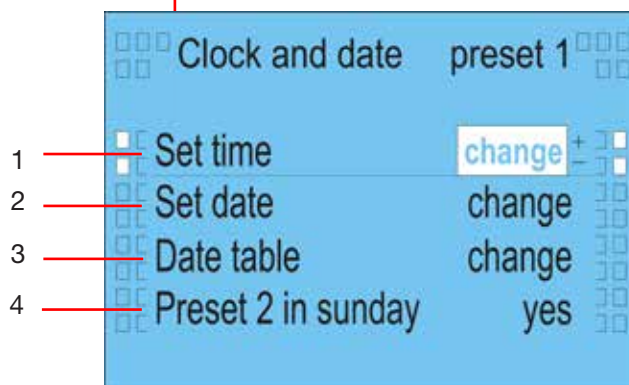 Clock and date preset 1
1 Set time change + -
2 Set date change
3 Date table change
4 Preset 2 in sunday yes